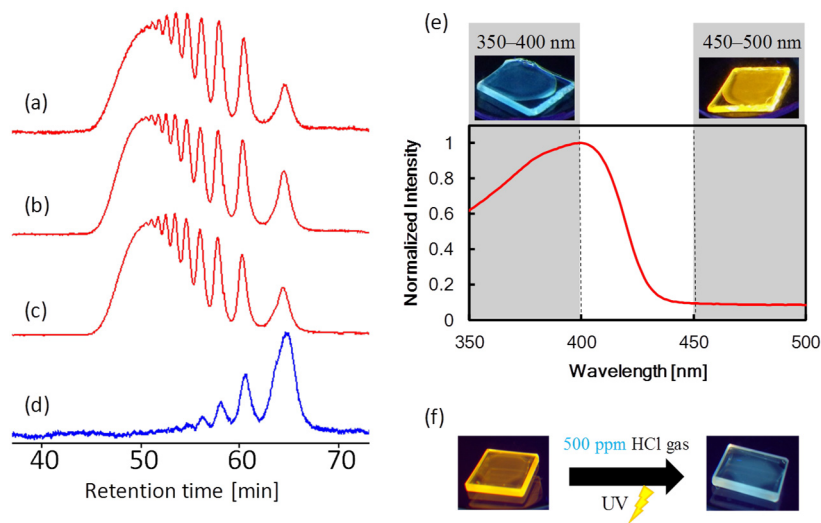 (a)
(b)
(c)
(d)
40 50 60 70
Retention time [min]
(e)
350–400 nm 450–500 nm
Normalized Intensity
1
0.8
0.6
0.4
0.2
0
350 400 450 500
Wavelength [nm]
(f)
500 ppm HCl gas
UV